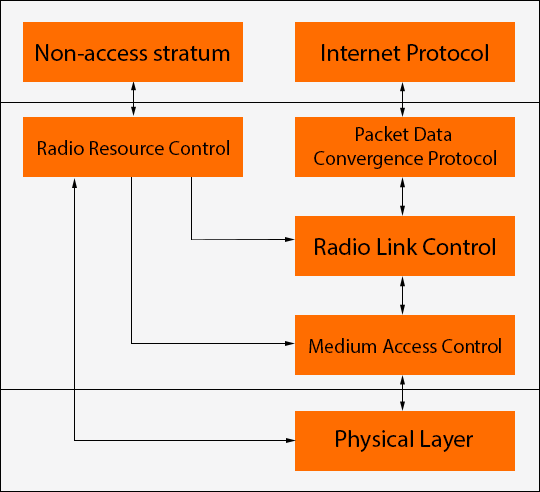 Non-access stratum
Internet Protocol
Radio Resource Control
Packet Data
Convergence Protocol
Radio Link Control
Medium Access Control
Physical Layer